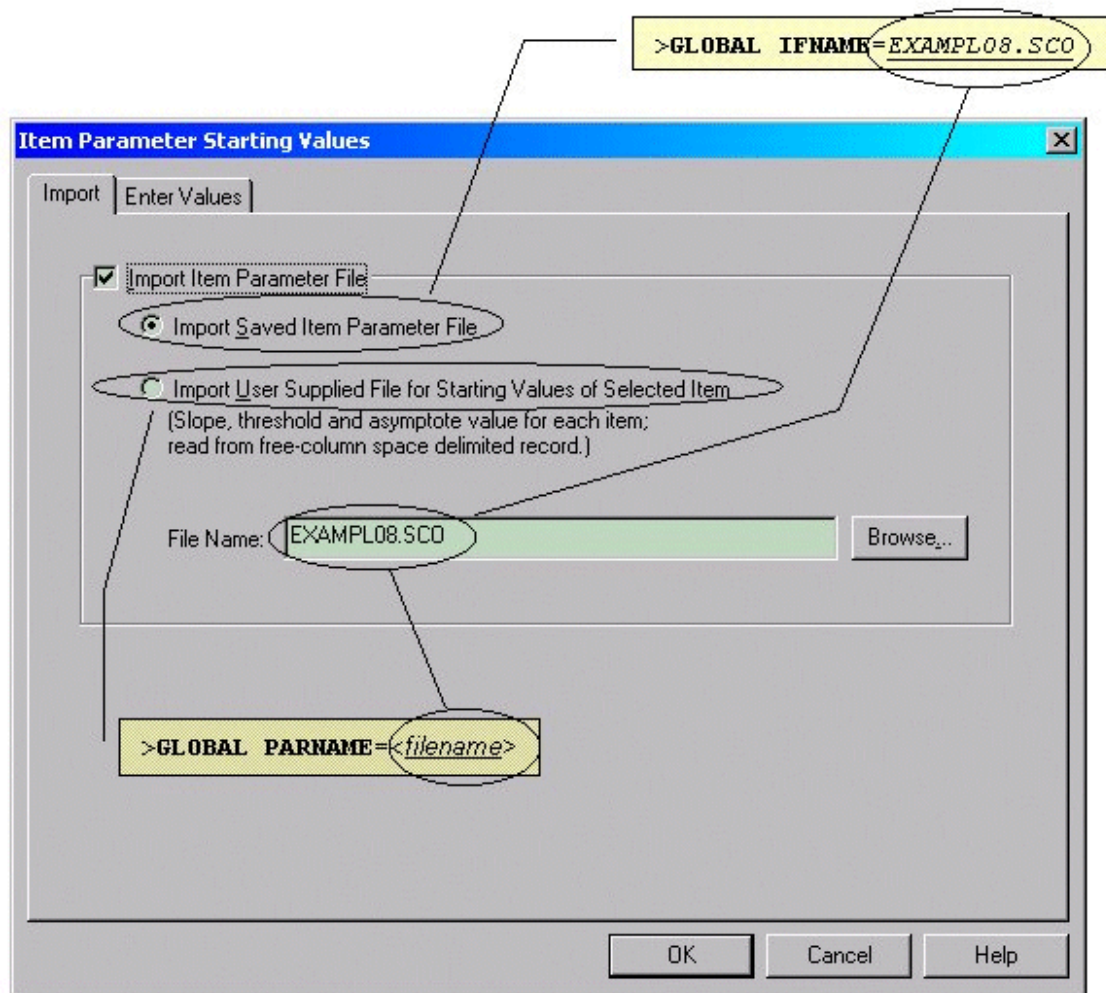 >GLOBAL IFNAME=EXAMPL08.SCO
Item Parameter Starting Values
Import
Enter Values
Import Item Parameter File
Import Saved Item Parameter File
Import User Supplied File for Starting Values of Selected Item
(Slope, threshold and asymptote value for each item;
read from free-column space delimited record.)
File Name:
EXAMPL08.SCO
Browse...
>GLOBAL PARNAME=<filename>
OK
Cancel
Help